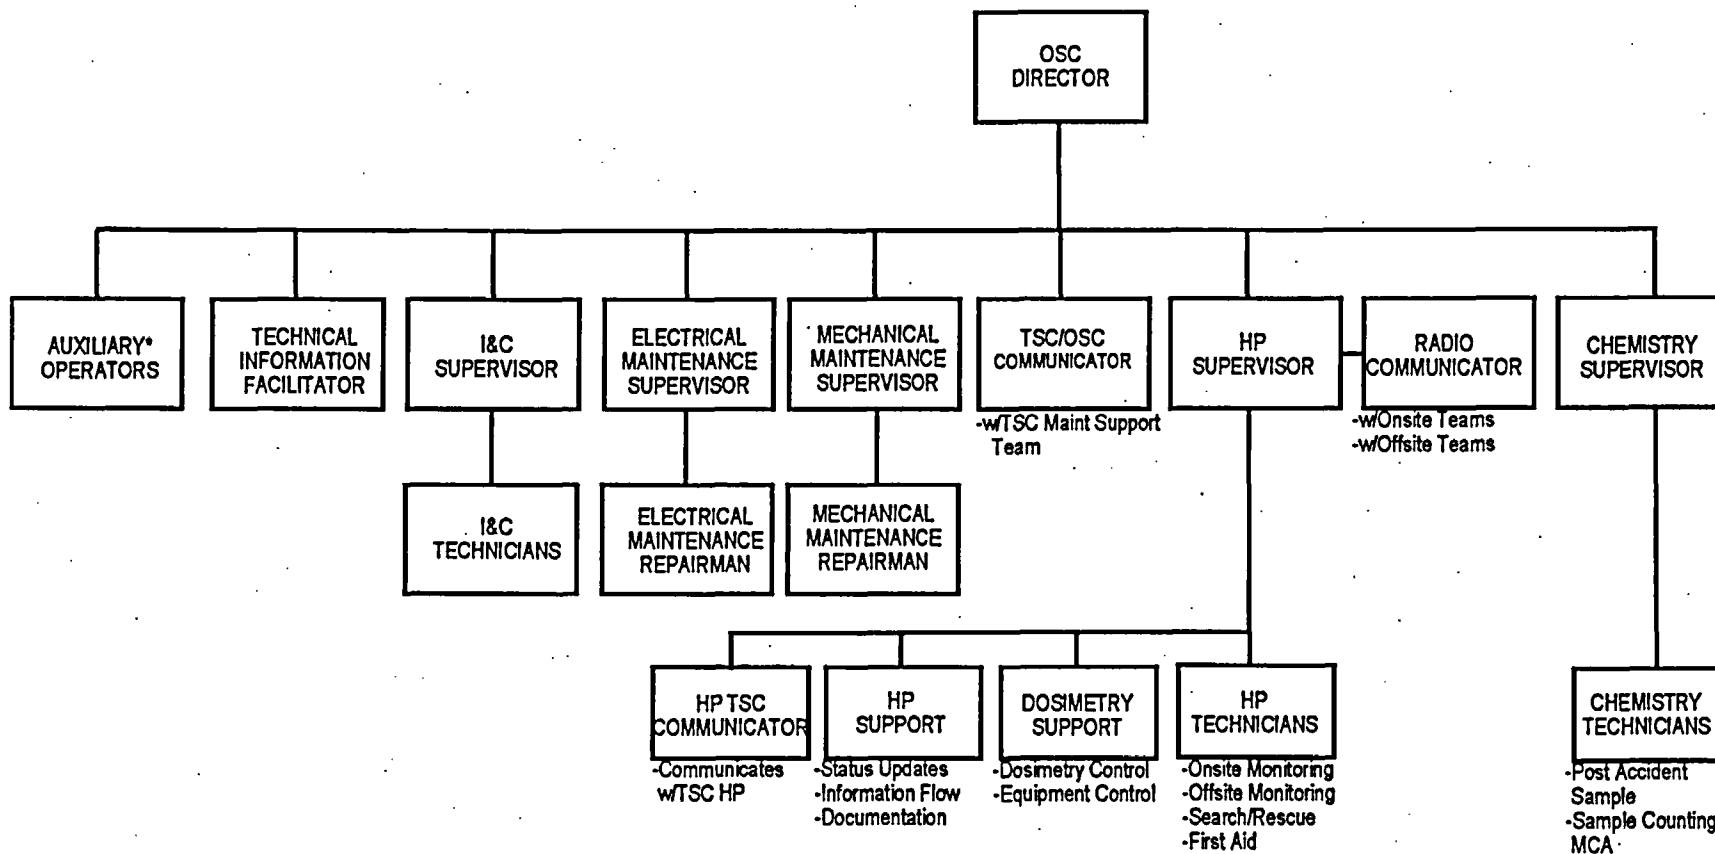 OSC
DIRECTOR
AUXILIARY*
OPERATORS
TECHNICAL
INFORMATION
FACILITATOR
I&C
SUPERVISOR
ELECTRICAL
MAINTENANCE
SUPERVISOR
MECHANICAL
MAINTENANCE
SUPERVISOR
TSC/OSC
COMMUNICATOR
-w/TSC Maint Support
Team
HP
SUPERVISOR
RADIO
COMMUNICATOR
-w/Onsite Teams
-w/Offsite Teams
CHEMISTRY
SUPERVISOR
I&C
TECHNICIANS
ELECTRICAL
MAINTENANCE
REPAIRMAN
MECHANICAL
MAINTENANCE
REPAIRMAN
HP TSC
COMMUNICATOR
-Communicates
w/TSC HP
HP
SUPPORT
-Status Updates
-Information Flow
-Documentation
DOSIMETRY
SUPPORT
-Dosimetry Control
-Equipment Control
HP
TECHNICIANS
-Onsite Monitoring
-Offsite Monitoring
-Search/Rescue
-First Aid
CHEMISTRY
TECHNICIANS
-Post Accident
Sample
-Sample Counting
MCA